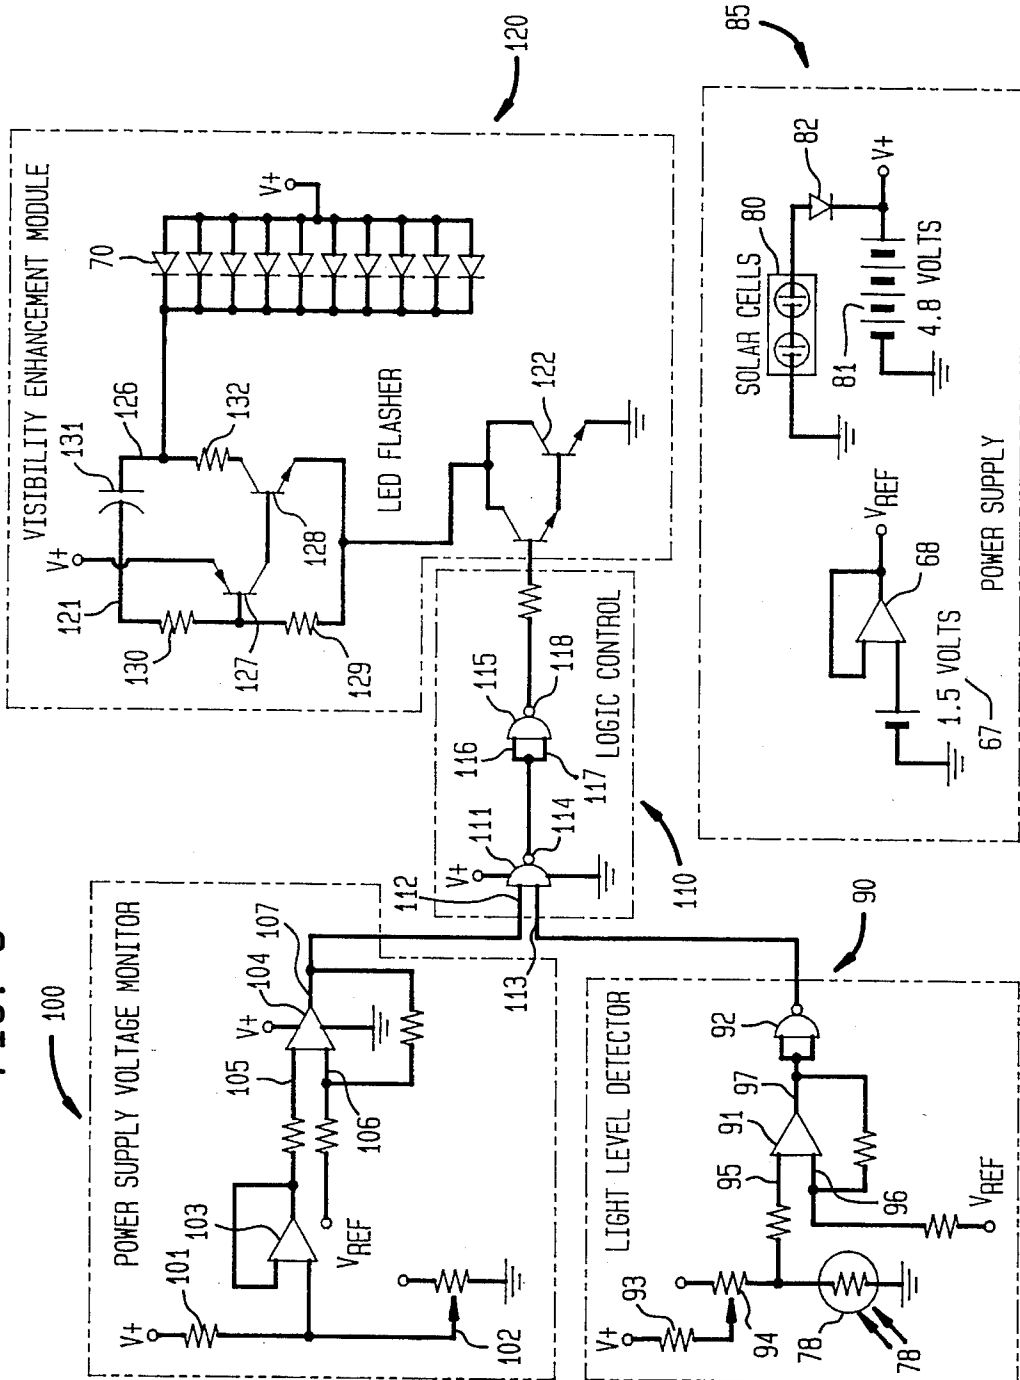 100
POWER SUPPLY VOLTAGE MONITOR
V+
101
102
103
VREF
105
106
V+
104
107
90
LIGHT LEVEL DETECTOR
V+
93
94
78
78
95
96
91
97
92
VREF
110
LOGIC CONTROL
112
113
V+
111
114
116
117
115
118
120
VISIBILITY ENHANCEMENT MODULE
LED FLASHER
V+
121
130
127
129
131
126
132
128
122
70
V+
85
POWER SUPPLY
1.5 VOLTS
67
68
VREF
SOLAR CELLS
80
82
81
4.8 VOLTS
V+